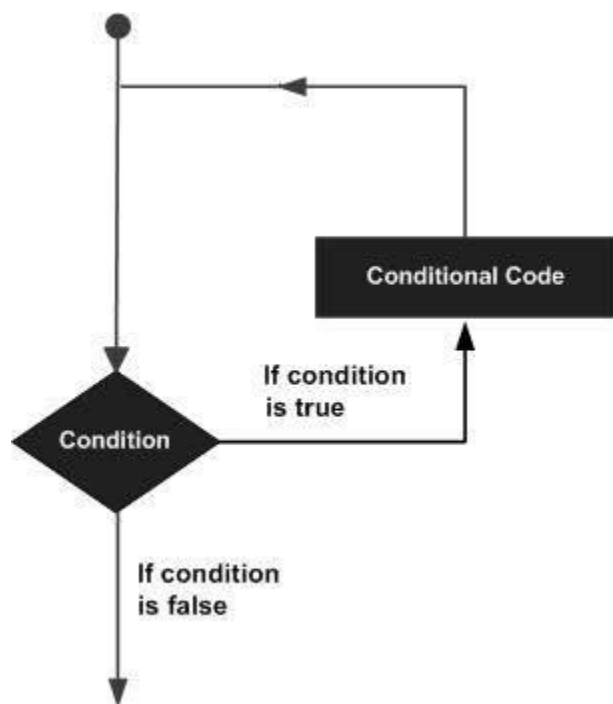 Conditional Code
If condition
is true
Condition
If condition
is false